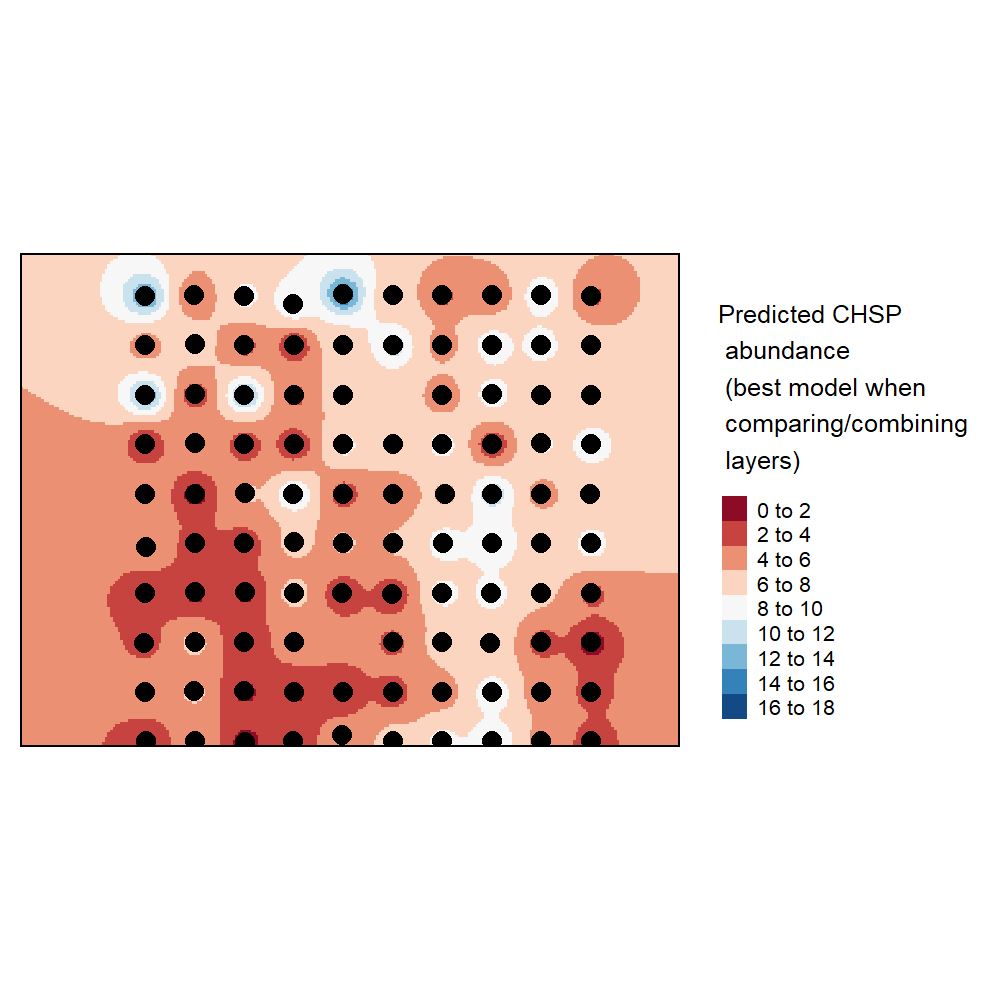 Predicted CHSP
abundance
(best model when
comparing/combining
layers)
0 to 2
2 to 4
4 to 6
6 to 8
8 to 10
10 to 12
12 to 14
14 to 16
16 to 18